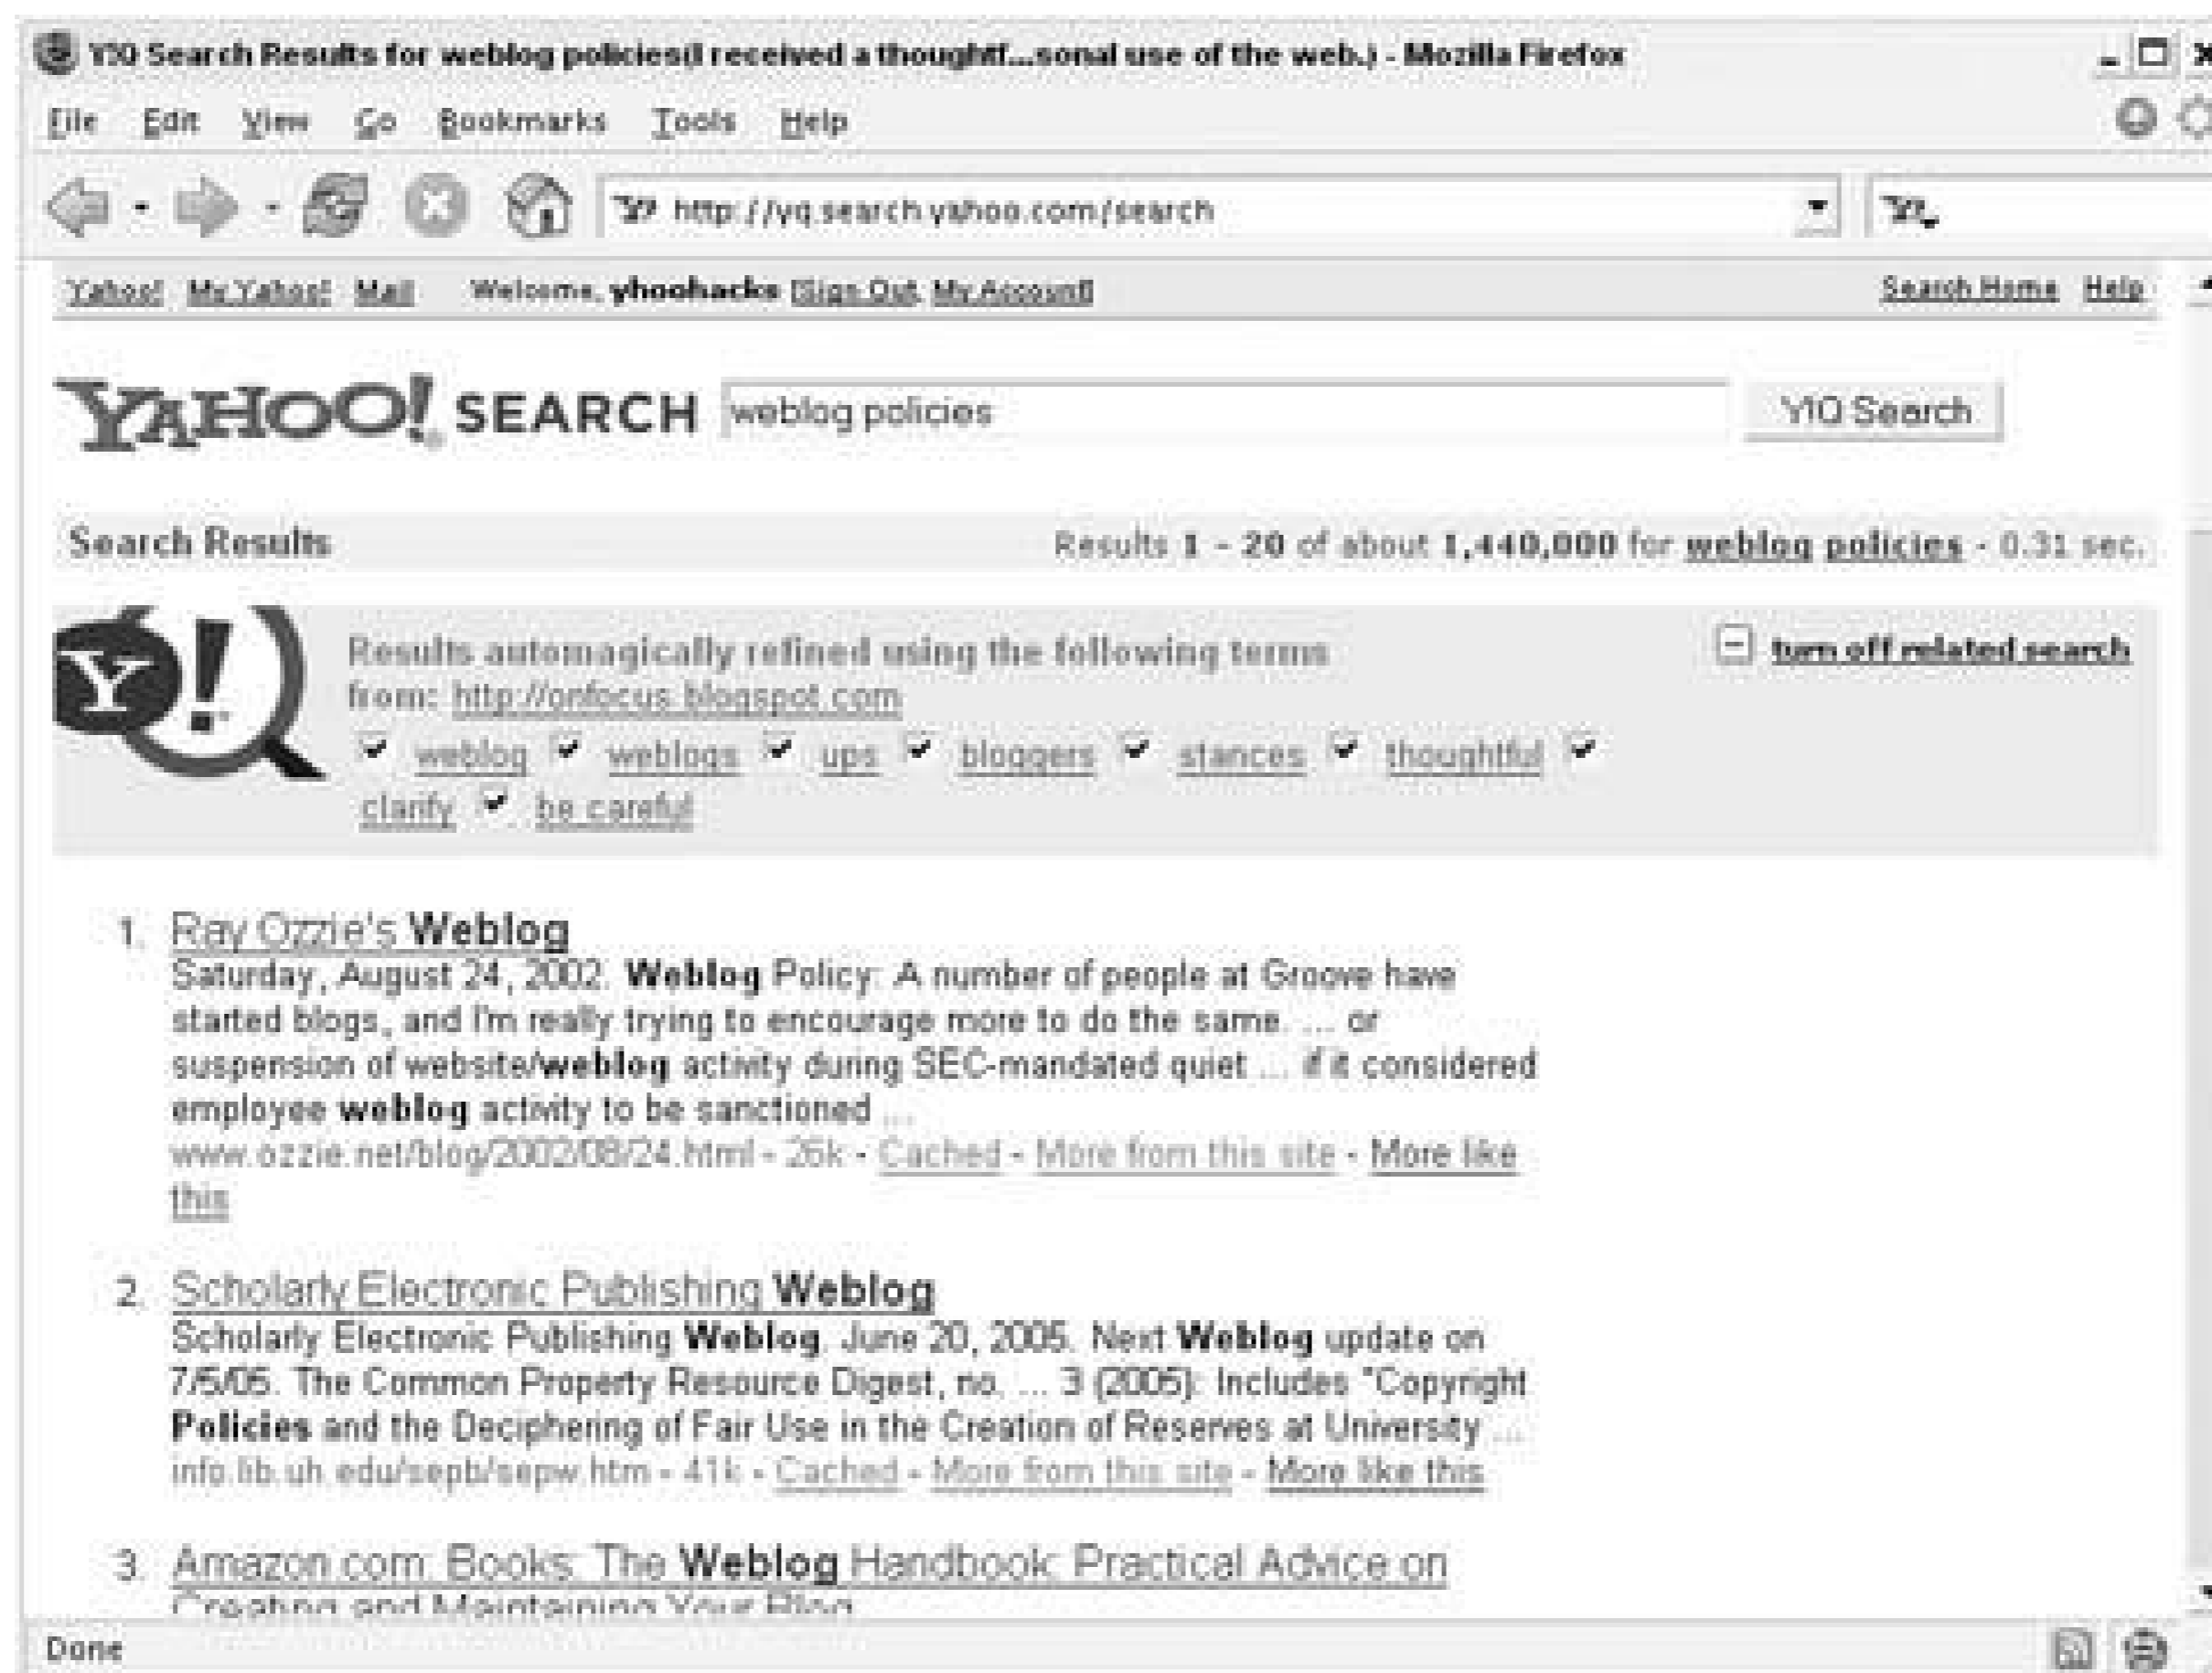 Y!Q Search Results for weblog policies(I received a thoughtf...sonal use of the web.) - Mozilla Firefox
File Edit View Go Bookmarks Tools Help
http://yq.search.yahoo.com/search
Yahoo! My Yahoo! Mail Welcome, yhoohacks [Sign Out, My Account] Search Home Help
YAHOO! SEARCH weblog policies Y!Q Search
Search Results Results 1 - 20 of about 1,440,000 for weblog policies - 0.31 sec.
Results automagically refined using the following terms turn off related search
from: http://onfocus.blogspot.com
weblog weblogs ups bloggers stances thoughtful
clarify be careful
1. Ray Ozzie's Weblog
Saturday, August 24, 2002. Weblog Policy: A number of people at Groove have
started blogs, and I'm really trying to encourage more to do the same. ... or
suspension of website/weblog activity during SEC-mandated quiet ... if it considered
employee weblog activity to be sanctioned ...
www.ozzie.net/blog/2002/08/24.html - 26k - Cached - More from this site - More like
this
2. Scholarly Electronic Publishing Weblog
Scholarly Electronic Publishing Weblog. June 20, 2005. Next Weblog update on
7/5/05. The Common Property Resource Digest, no. ... 3 (2005): Includes "Copyright
Policies and the Deciphering of Fair Use in the Creation of Reserves at University ...
info.lib.uh.edu/sepb/sepw.htm - 41k - Cached - More from this site - More like this
3. Amazon.com: Books: The Weblog Handbook: Practical Advice on
Creating and Maintaining Your Blog
Done